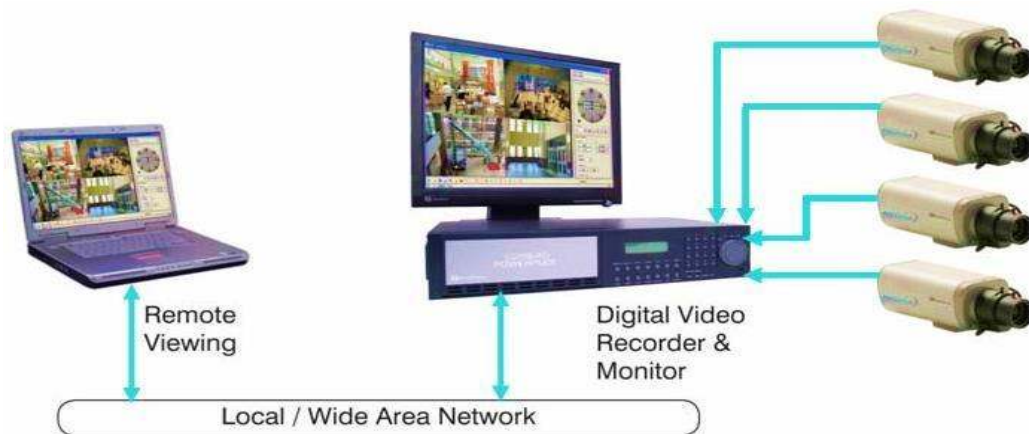 Remote
Viewing
Digital Video
Recorder &
Monitor
Local / Wide Area Network